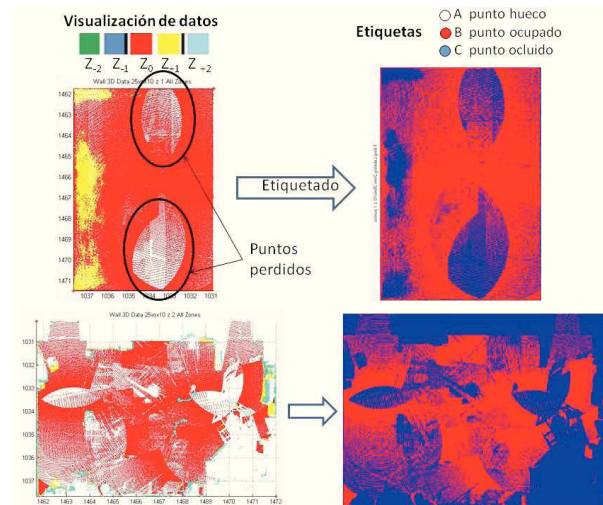 Visualización de datos
Z-2 Z-1 Z0 Z+1 Z+2
Etiquetas
A punto hueco
B punto ocupado
C punto ocluido
Wall 3D Data 25vox10 z 1 All Zones
1462
1463
1464
1465
1466
1467
1468
1469
1470
1471
1037 1036 1035 1034 1033 1032 1031
Etiquetado
Puntos
perdidos
Wall 3D Data 25vox10 z 2 All Zones
1031
1032
1033
1034
1035
1036
1037
1462 1463 1464 1465 1466 1467 1468 1469 1470 1471 1472